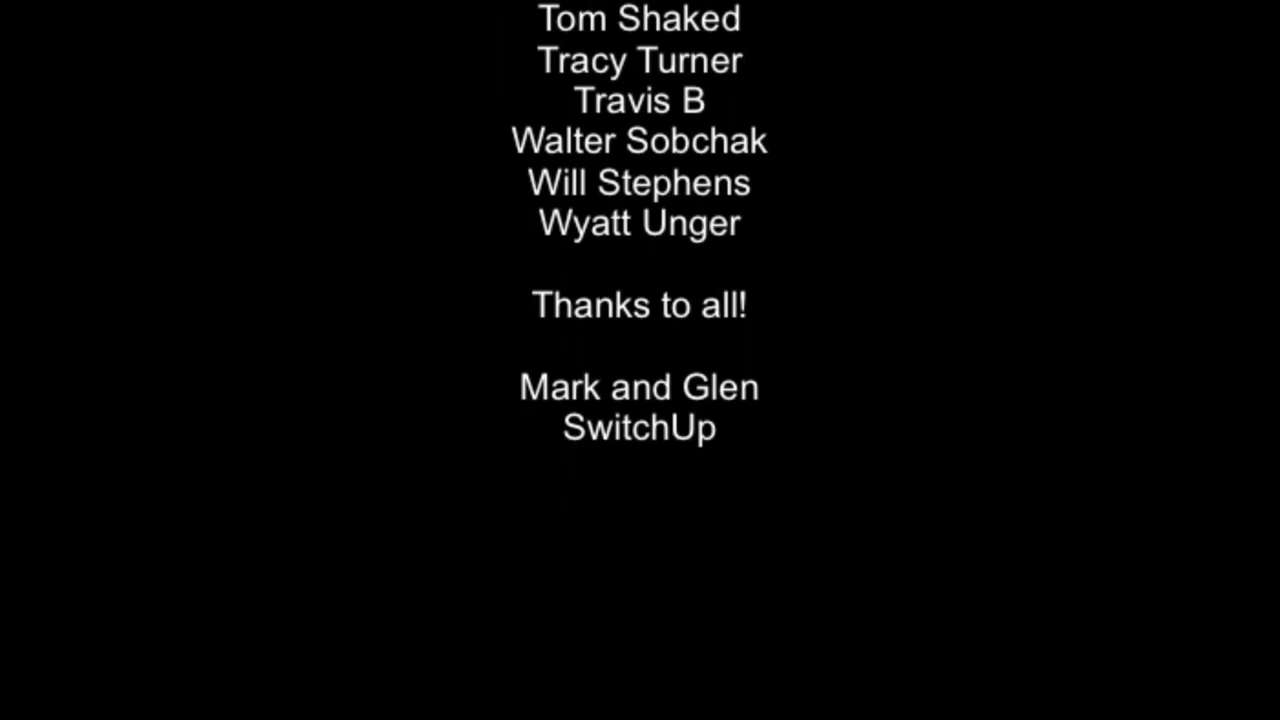 Tom Shaked
Tracy Turner
Travis B
Walter Sobchak
Will Stephens
Wyatt Unger
Thanks to all!
Mark and Glen
SwitchUp